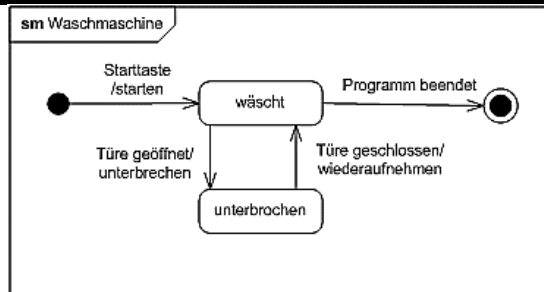 sm Waschmaschine
Starttaste
/starten
wäscht
Programm beendet
Türe geöffnet/
unterbrechen
Türe geschlossen/
wiederaufnehmen
unterbrochen